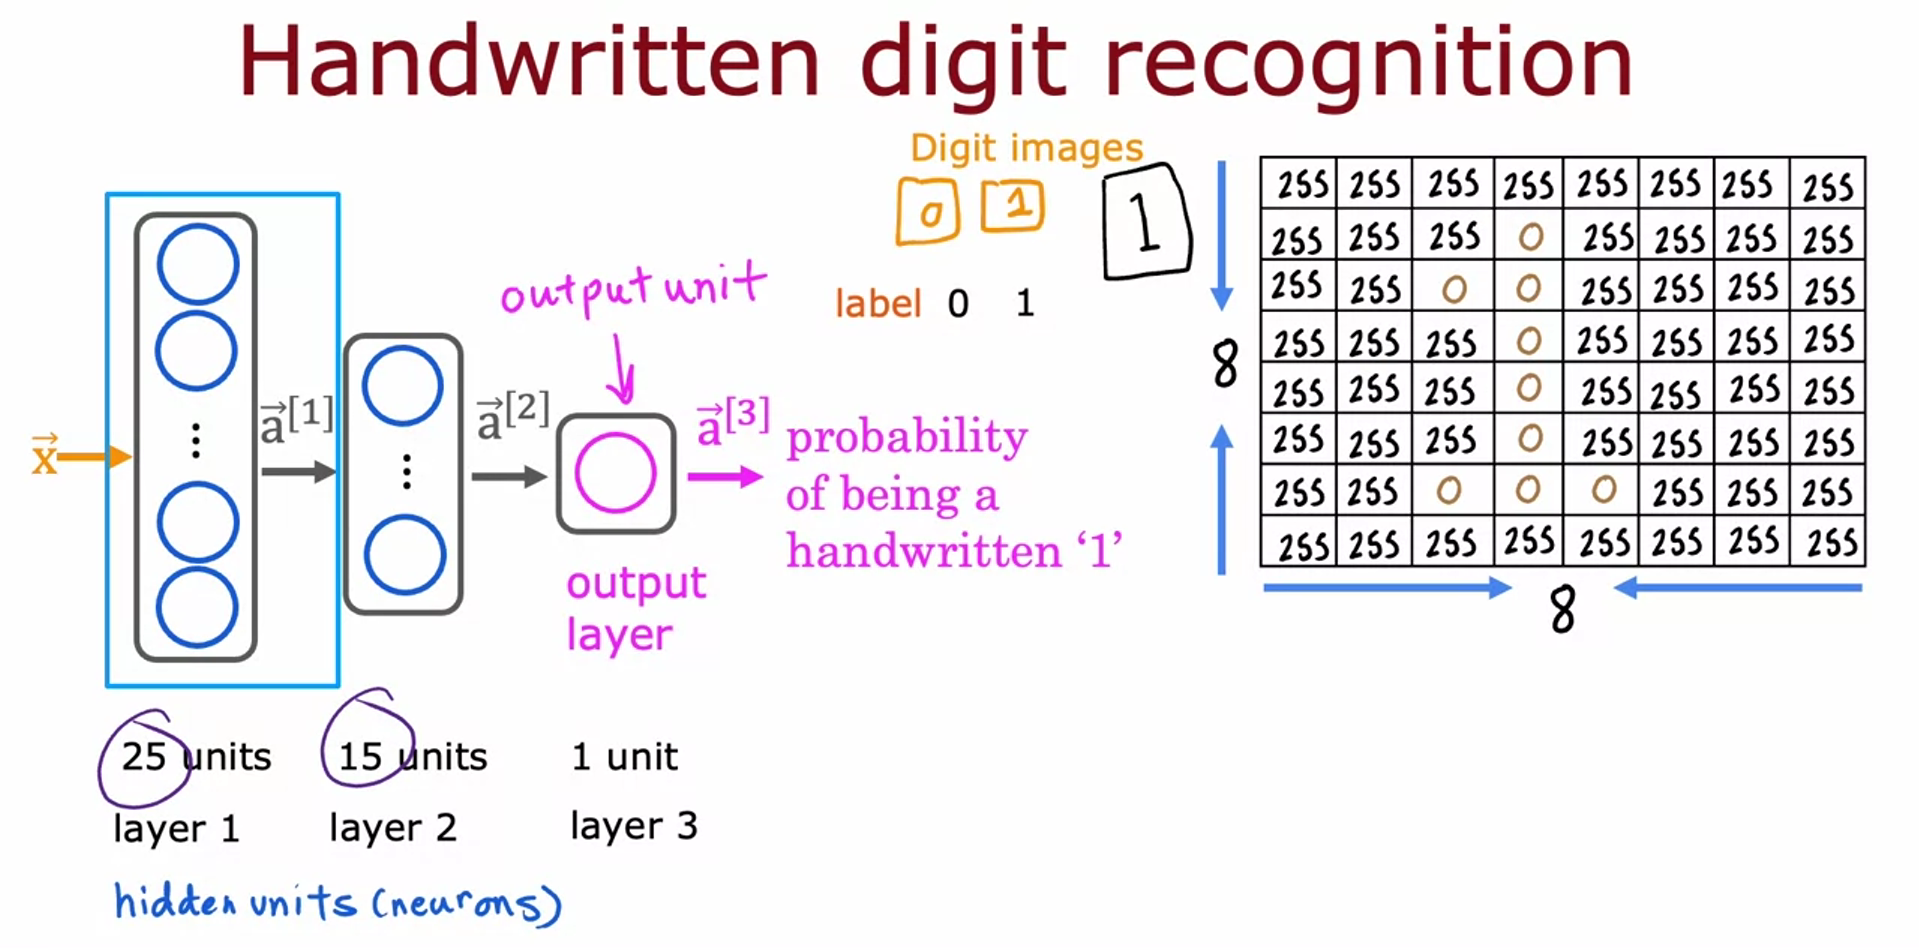 Handwritten digit recognition
Digit images
0 1 1
label 0 1
output unit
x⃗
a⃗[1]
a⃗[2]
a⃗[3]
probability
of being a
handwritten ‘1’
output
layer
25 units 15 units 1 unit
layer 1 layer 2 layer 3
hidden units (neurons)
255 255 255 255 255 255 255 255
255 255 255 0 255 255 255 255
255 255 0 0 255 255 255 255
255 255 255 0 255 255 255 255
255 255 255 0 255 255 255 255
255 255 255 0 255 255 255 255
255 255 0 0 0 255 255 255
255 255 255 255 255 255 255 255
8
8